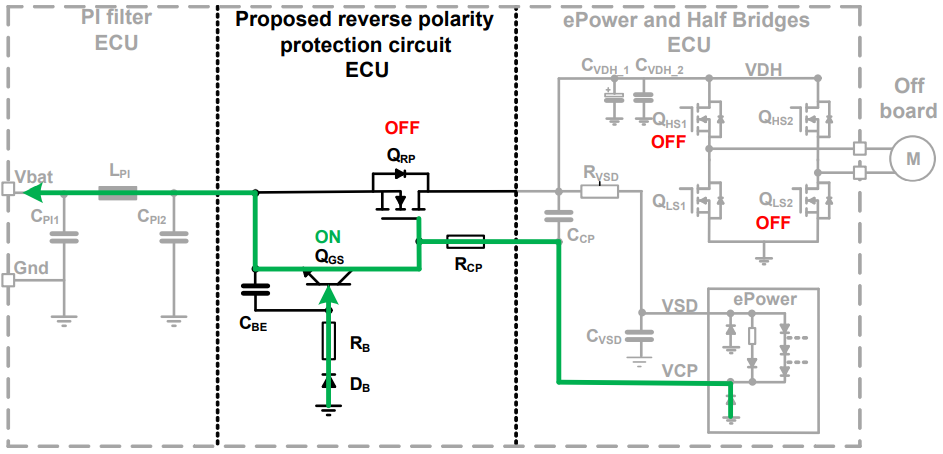 PI filter
ECU
Proposed reverse polarity
protection circuit
ECU
ePower and Half Bridges
ECU
CVDH_1
CVDH_2
VDH
Off
board
OFF
QRP
QHS1
OFF
QHS2
M
Vbat
LPI
RVSD
QLS1
QLS2
OFF
CPI1
CPI2
CCP
ON
QGS
RCP
Gnd
CBE
RB
DB
VSD
ePower
CVSD
VCP
+